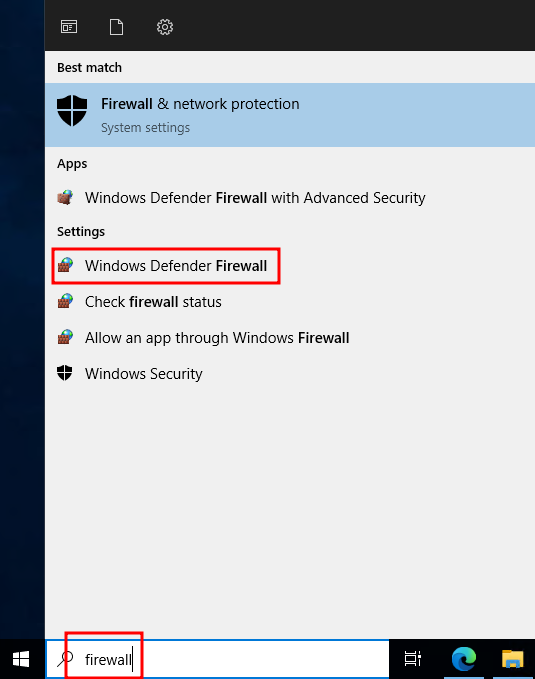 Best match
Firewall & network protection
System settings
Apps
Windows Defender Firewall with Advanced Security
Settings
Windows Defender Firewall
Check firewall status
Allow an app through Windows Firewall
Windows Security
firewall